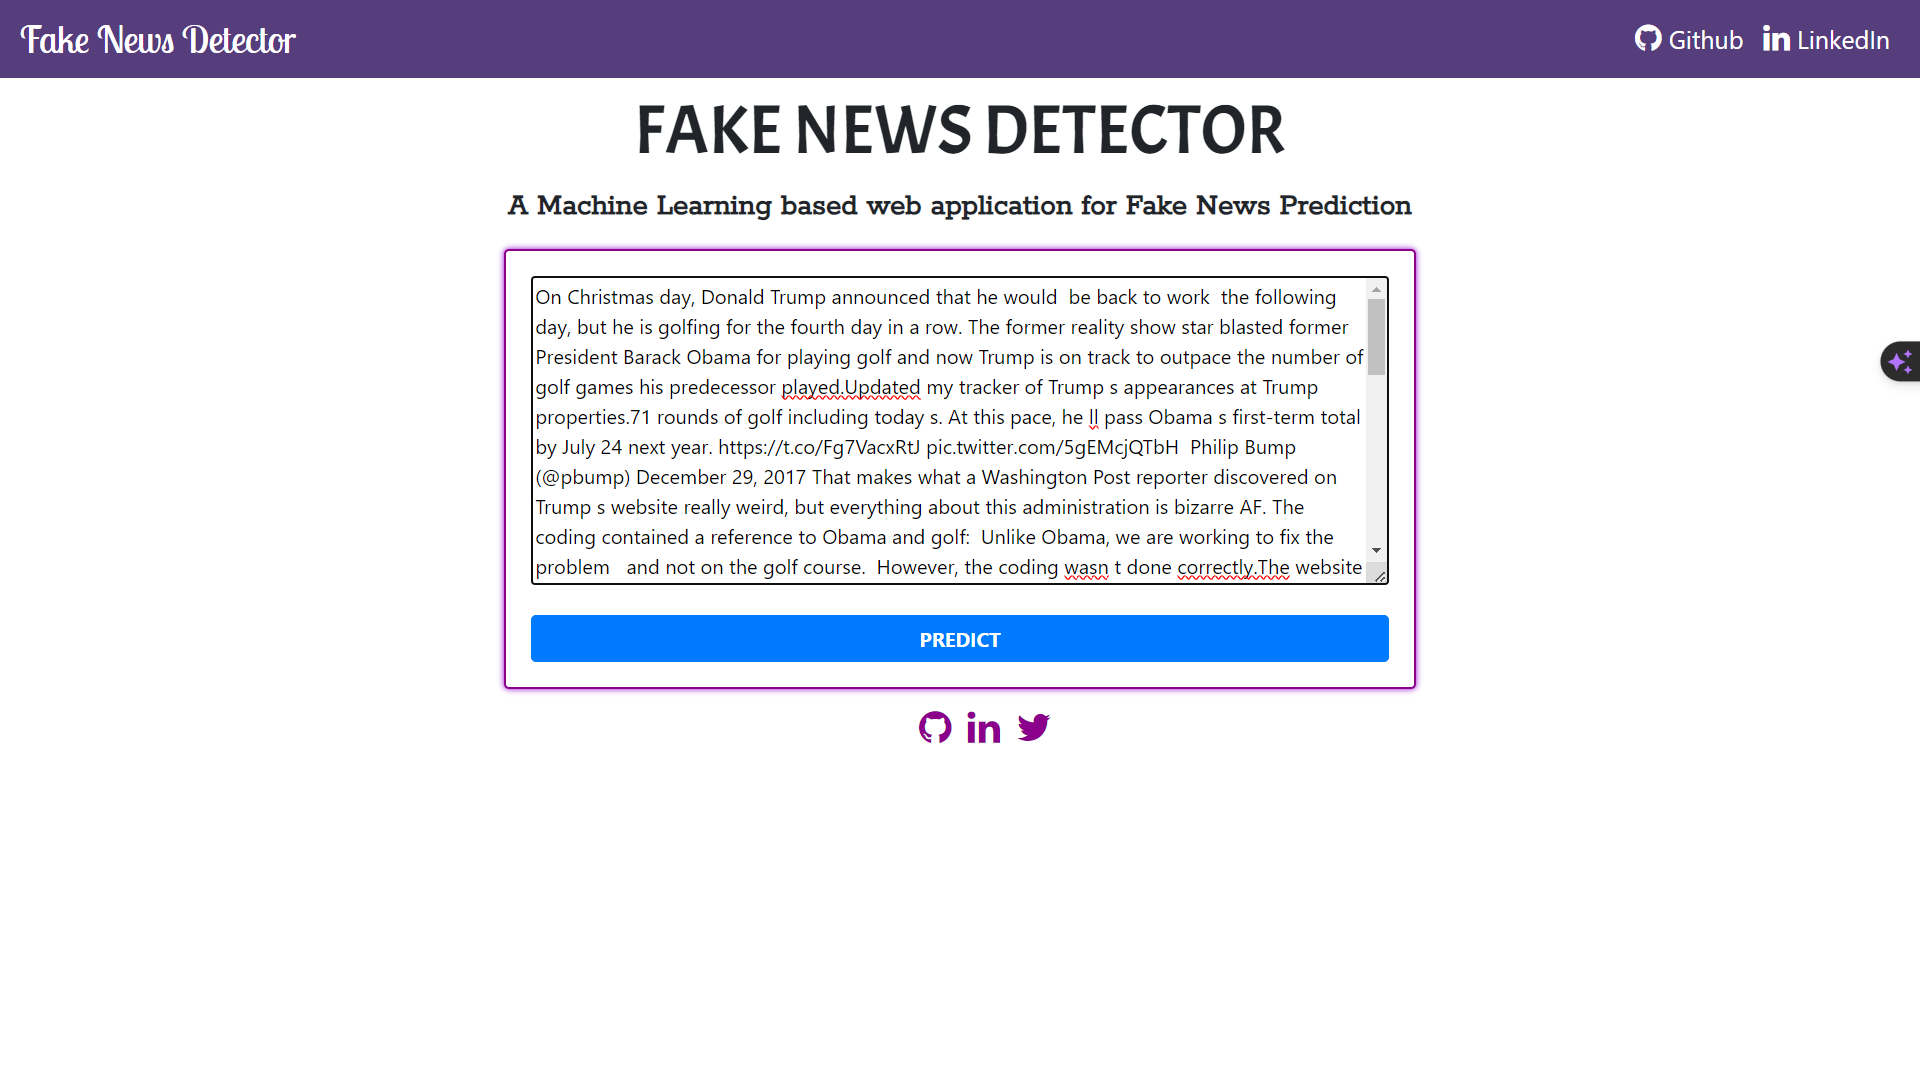 Fake News Detector
Github LinkedIn
FAKE NEWS DETECTOR
A Machine Learning based web application for Fake News Prediction
On Christmas day, Donald Trump announced that he would  be back to work  the following
day, but he is golfing for the fourth day in a row. The former reality show star blasted former
President Barack Obama for playing golf and now Trump is on track to outpace the number of
golf games his predecessor played.Updated my tracker of Trump s appearances at Trump
properties.71 rounds of golf including today s. At this pace, he ll pass Obama s first-term total
by July 24 next year. https://t.co/Fg7VacxRtJ pic.twitter.com/5gEMcjQTbH  Philip Bump
(@pbump) December 29, 2017 That makes what a Washington Post reporter discovered on
Trump s website really weird, but everything about this administration is bizarre AF. The
coding contained a reference to Obama and golf:  Unlike Obama, we are working to fix the
problem   and not on the golf course.  However, the coding wasn t done correctly.The website
PREDICT